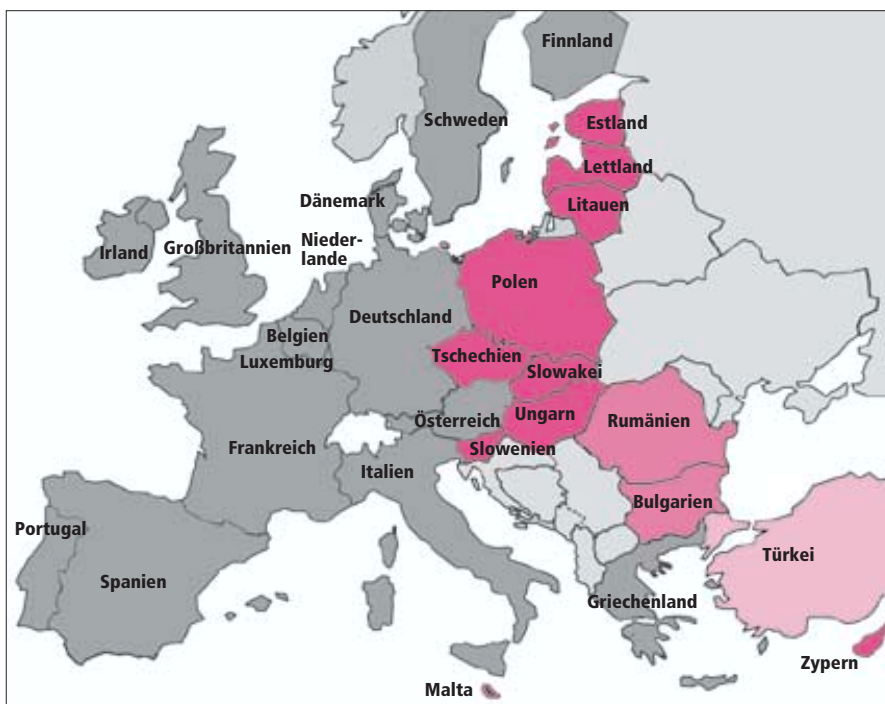 Finnland
Schweden
Estland
Lettland
Litauen
Dänemark
Irland
Großbritannien
Nieder-
lande
Polen
Deutschland
Belgien
Luxemburg
Tschechien
Slowakei
Österreich
Ungarn
Rumänien
Frankreich
Slowenien
Italien
Bulgarien
Portugal
Spanien
Türkei
Griechenland
Zypern
Malta